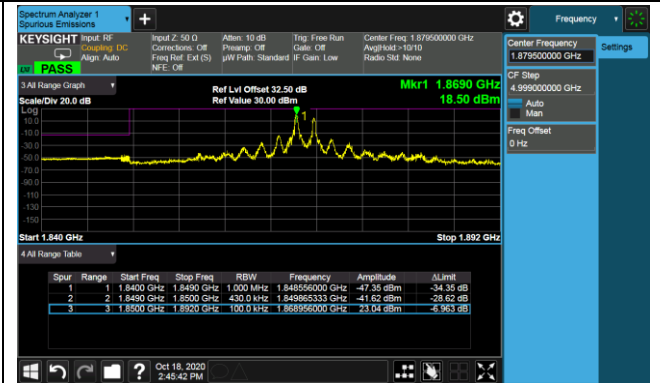 Spectrum Analyzer 1
Spurious Emissions
Frequency
KEYSIGHT
Input: RF
Coupling: DC
Align: Auto
PASS
Input Z: 50 Ω
Corrections: Off
Freq Ref: Ext (S)
NFE: Off
Atten: 10 dB
Preamp: Off
µW Path: Standard
Trig: Free Run
Gate: Off
IF Gain: Low
Center Freq: 1.879500000 GHz
Avg|Hold:>10/10
Radio Std: None
Center Frequency
1.879500000 GHz
Settings
CF Step
4.999000000 GHz
Auto
Man
Freq Offset
0 Hz
3 All Range Graph
Scale/Div 20.0 dB
Ref Lvl Offset 32.50 dB
Ref Value 30.00 dBm
Mkr1 1.8690 GHz
18.50 dBm
Log
10.0
-10.0
-30.0
-50.0
-70.0
-90.0
-110
-130
-150
1
Start 1.840 GHz
Stop 1.892 GHz
4 All Range Table
Spur Range Start Freq Stop Freq RBW Frequency Amplitude ΔLimit
1 1 1.8400 GHz 1.8490 GHz 1.000 MHz 1.848556000 GHz -47.35 dBm -34.35 dB
2 2 1.8490 GHz 1.8500 GHz 430.0 kHz 1.849865333 GHz -41.62 dBm -28.62 dB
3 3 1.8500 GHz 1.8920 GHz 100.0 kHz 1.868956000 GHz 23.04 dBm -6.963 dB
Oct 18, 2020
2:45:42 PM